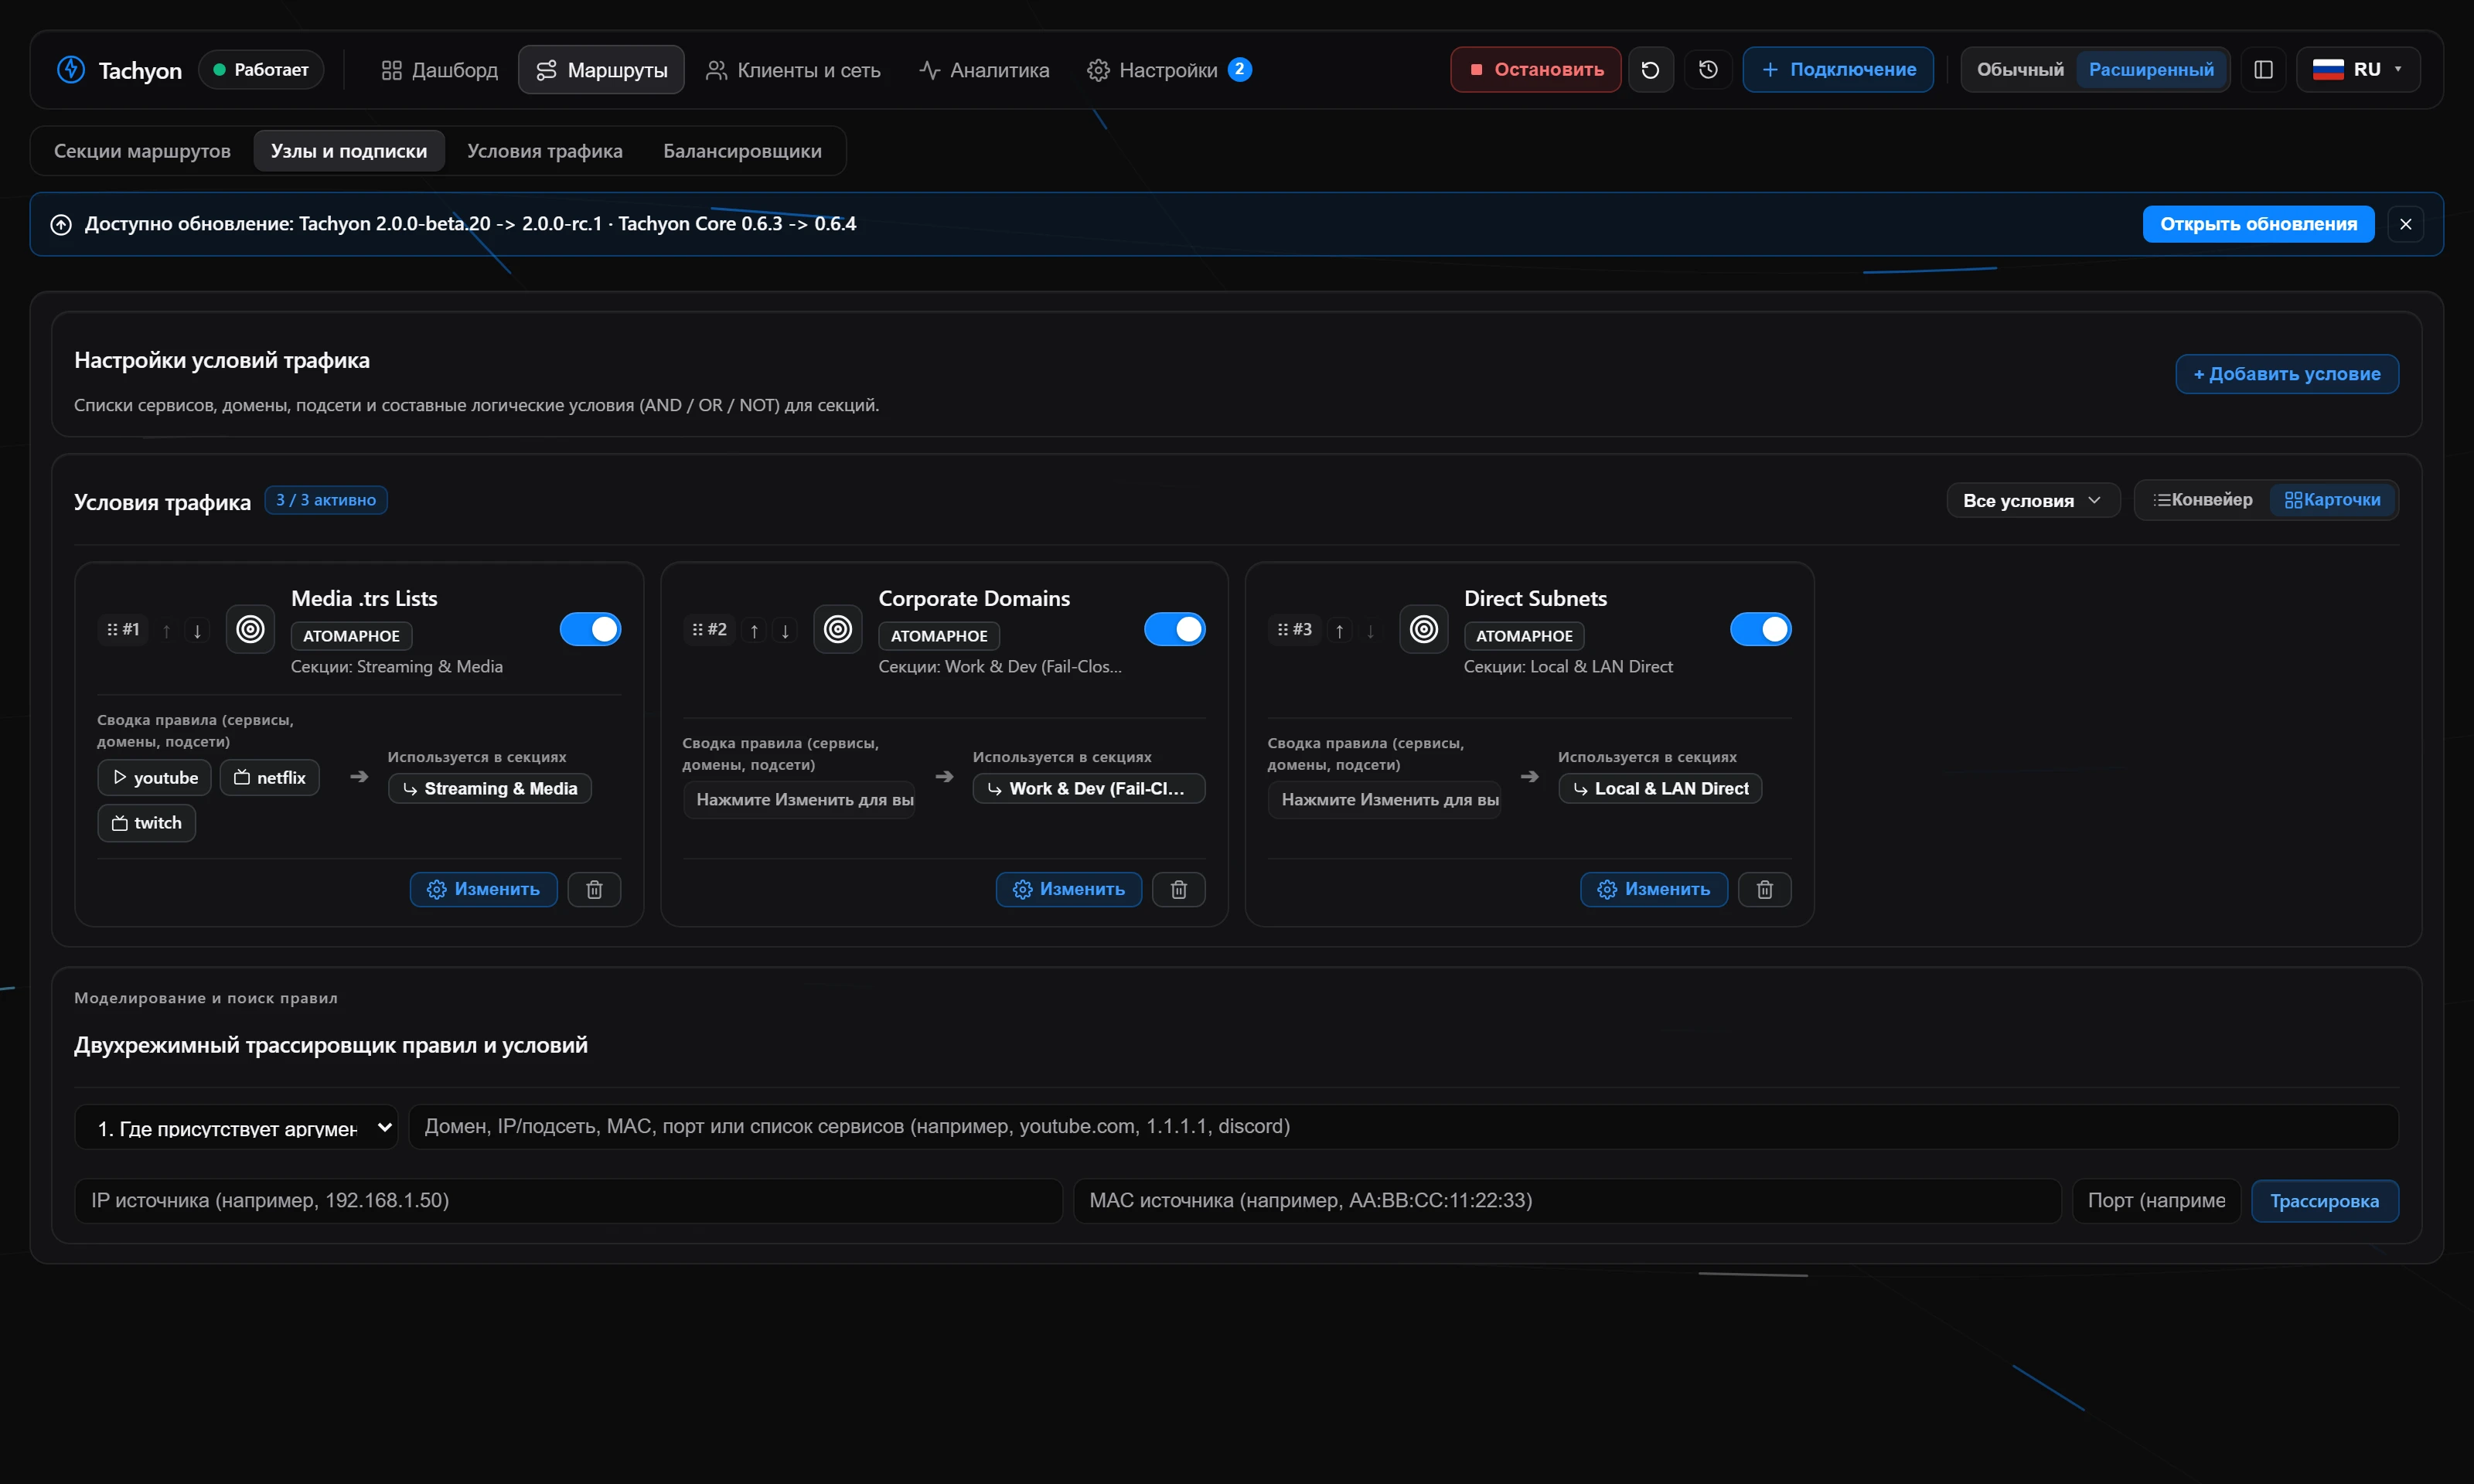 Tachyon
Работает
Дашборд
Маршруты
Клиенты и сеть
Аналитика
Настройки 2
Остановить
+ Подключение
Обычный
Расширенный
RU
Секции маршрутов
Узлы и подписки
Условия трафика
Балансировщики
Доступно обновление: Tachyon 2.0.0-beta.20 -> 2.0.0-rc.1 · Tachyon Core 0.6.3 -> 0.6.4
Открыть обновления
Настройки условий трафика
Списки сервисов, домены, подсети и составные логические условия (AND / OR / NOT) для секций.
+ Добавить условие
Условия трафика
3 / 3 активно
Все условия
Конвейер
Карточки
#1 ↑ ↓
Media .trs Lists
АТОМАРНОЕ
Секции: Streaming & Media
Сводка правила (сервисы,
домены, подсети)
youtube
netflix
twitch
Используется в секциях
Streaming & Media
Изменить
#2 ↑ ↓
Corporate Domains
АТОМАРНОЕ
Секции: Work & Dev (Fail-Clos...
Сводка правила (сервисы,
домены, подсети)
Нажмите Изменить для вы
Используется в секциях
Work & Dev (Fail-Cl...
Изменить
#3 ↑ ↓
Direct Subnets
АТОМАРНОЕ
Секции: Local & LAN Direct
Сводка правила (сервисы,
домены, подсети)
Нажмите Изменить для вы
Используется в секциях
Local & LAN Direct
Изменить
Моделирование и поиск правил
Двухрежимный трассировщик правил и условий
1. Где присутствует аргумен
Домен, IP/подсеть, MAC, порт или список сервисов (например, youtube.com, 1.1.1.1, discord)
IP источника (например, 192.168.1.50)
MAC источника (например, AA:BB:CC:11:22:33)
Порт (наприме
Трассировка